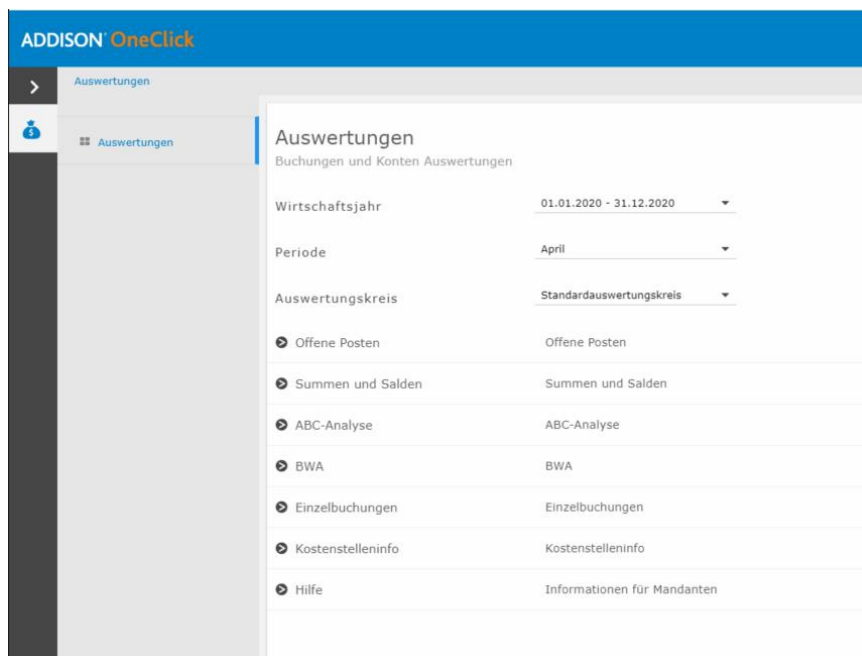 ADDISON OneClick
Auswertungen
Auswertungen
Auswertungen
Buchungen und Konten Auswertungen
Wirtschaftsjahr 01.01.2020 - 31.12.2020
Periode April
Auswertungskreis Standardauswertungskreis
Offene Posten Offene Posten
Summen und Salden Summen und Salden
ABC-Analyse ABC-Analyse
BWA BWA
Einzelbuchungen Einzelbuchungen
Kostenstelleninfo Kostenstelleninfo
Hilfe Informationen für Mandanten